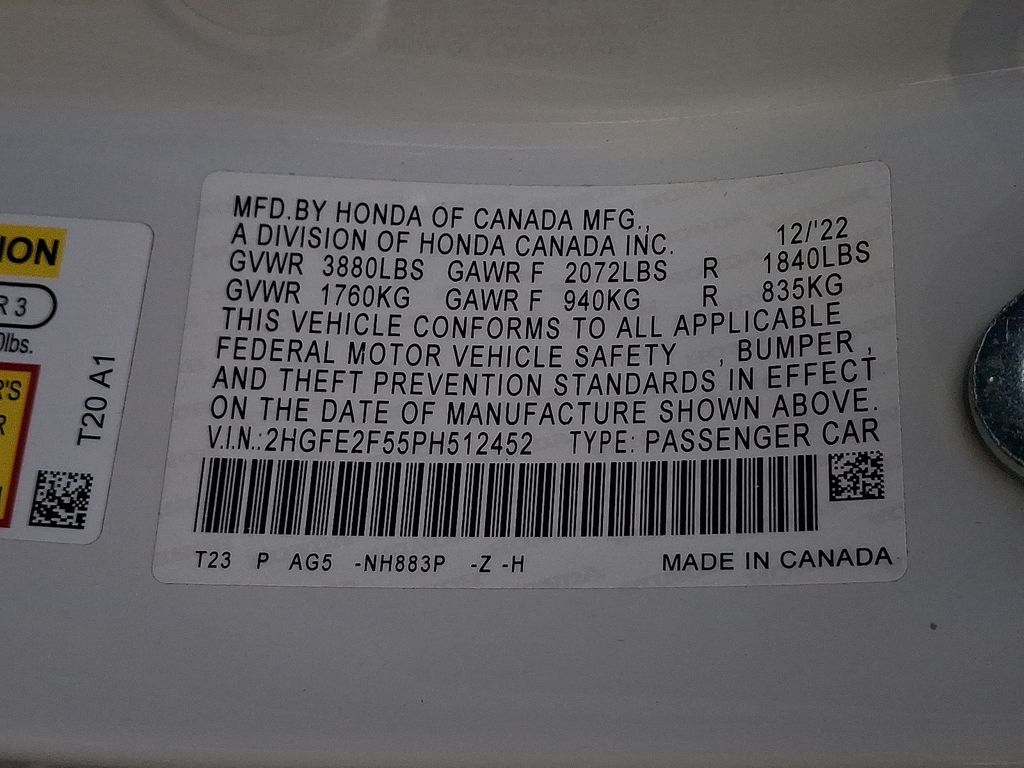 MFD.BY HONDA OF CANADA MFG.,
A DIVISION OF HONDA CANADA INC. 12/'22
GVWR 3880LBS GAWR F 2072LBS R 1840LBS
GVWR 1760KG GAWR F 940KG R 835KG
THIS VEHICLE CONFORMS TO ALL APPLICABLE
FEDERAL MOTOR VEHICLE SAFETY , BUMPER ,
AND THEFT PREVENTION STANDARDS IN EFFECT
ON THE DATE OF MANUFACTURE SHOWN ABOVE.
V.I.N.:2HGFE2F55PH512452 TYPE: PASSENGER CAR
T23 P AG5 -NH883P -Z -H MADE IN CANADA
ION
R 3
lbs.
'S
R
T20 A1